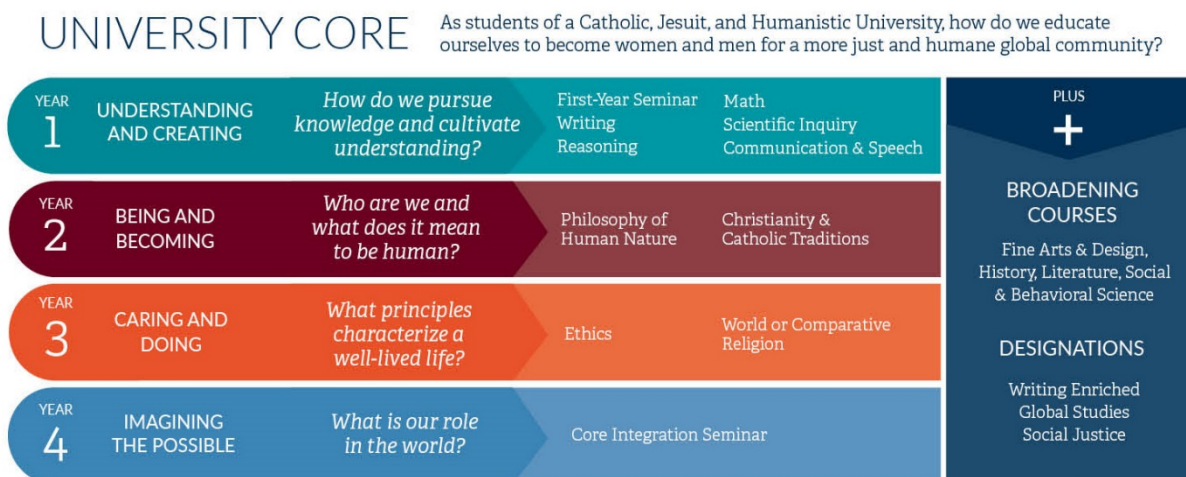 UNIVERSITY CORE
As students of a Catholic, Jesuit, and Humanistic University, how do we educate
ourselves to become women and men for a more just and humane global community?
YEAR
1
UNDERSTANDING
AND CREATING
How do we pursue
knowledge and cultivate
understanding?
First-Year Seminar
Writing
Reasoning
Math
Scientific Inquiry
Communication & Speech
YEAR
2
BEING AND
BECOMING
Who are we and
what does it mean
to be human?
Philosophy of
Human Nature
Christianity &
Catholic Traditions
YEAR
3
CARING AND
DOING
What principles
characterize a
well-lived life?
Ethics
World or Comparative
Religion
YEAR
4
IMAGINING
THE POSSIBLE
What is our role
in the world?
Core Integration Seminar
PLUS
+
BROADENING
COURSES
Fine Arts & Design,
History, Literature, Social
& Behavioral Science
DESIGNATIONS
Writing Enriched
Global Studies
Social Justice